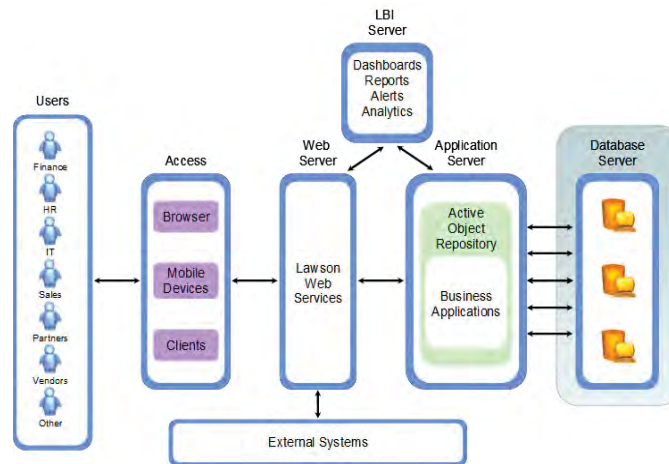 LBI
Server
Dashboards
Reports
Alerts
Analytics
Users
Finance
HR
IT
Sales
Partners
Vendors
Other
Access
Browser
Mobile
Devices
Clients
Web
Server
Lawson
Web
Services
Application
Server
Active
Object
Repository
Business
Applications
Database
Server
External Systems